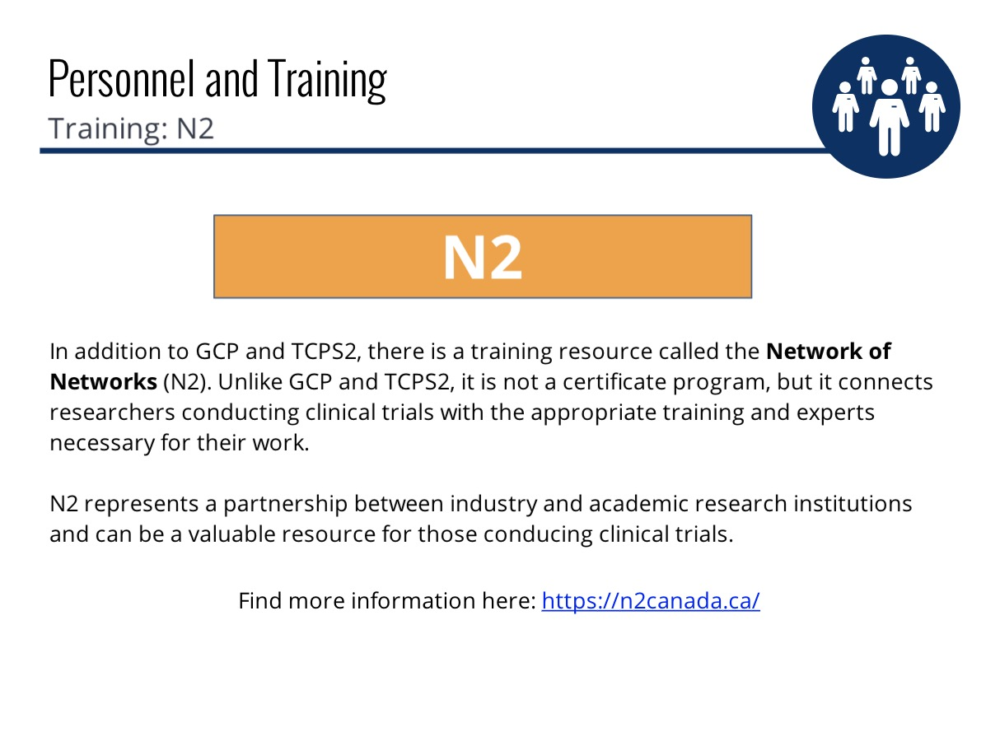 Personnel and Training
Training: N2
N2
In addition to GCP and TCPS2, there is a training resource called the Network of
Networks (N2). Unlike GCP and TCPS2, it is not a certificate program, but it connects
researchers conducting clinical trials with the appropriate training and experts
necessary for their work.
N2 represents a partnership between industry and academic research institutions
and can be a valuable resource for those conducing clinical trials.
Find more information here: https://n2canada.ca/